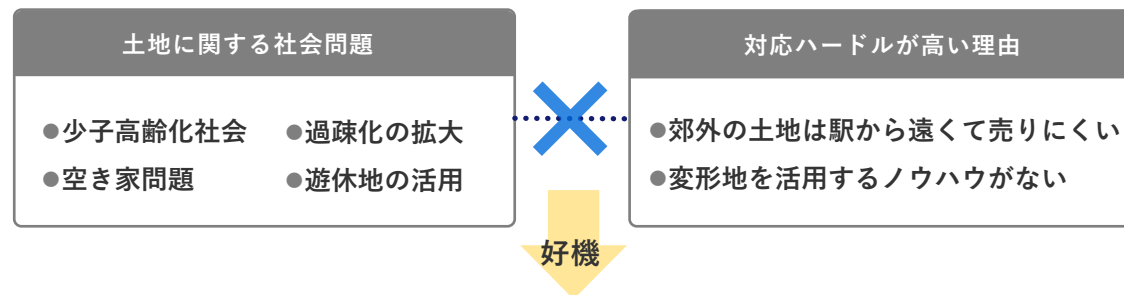 土地に関する社会問題
●少子高齢化社会 ●過疎化の拡大
●空き家問題 ●遊休地の活用
対応ハードルが高い理由
●郊外の土地は駅から遠くて売りにくい
●変形地を活用するノウハウがない
好機